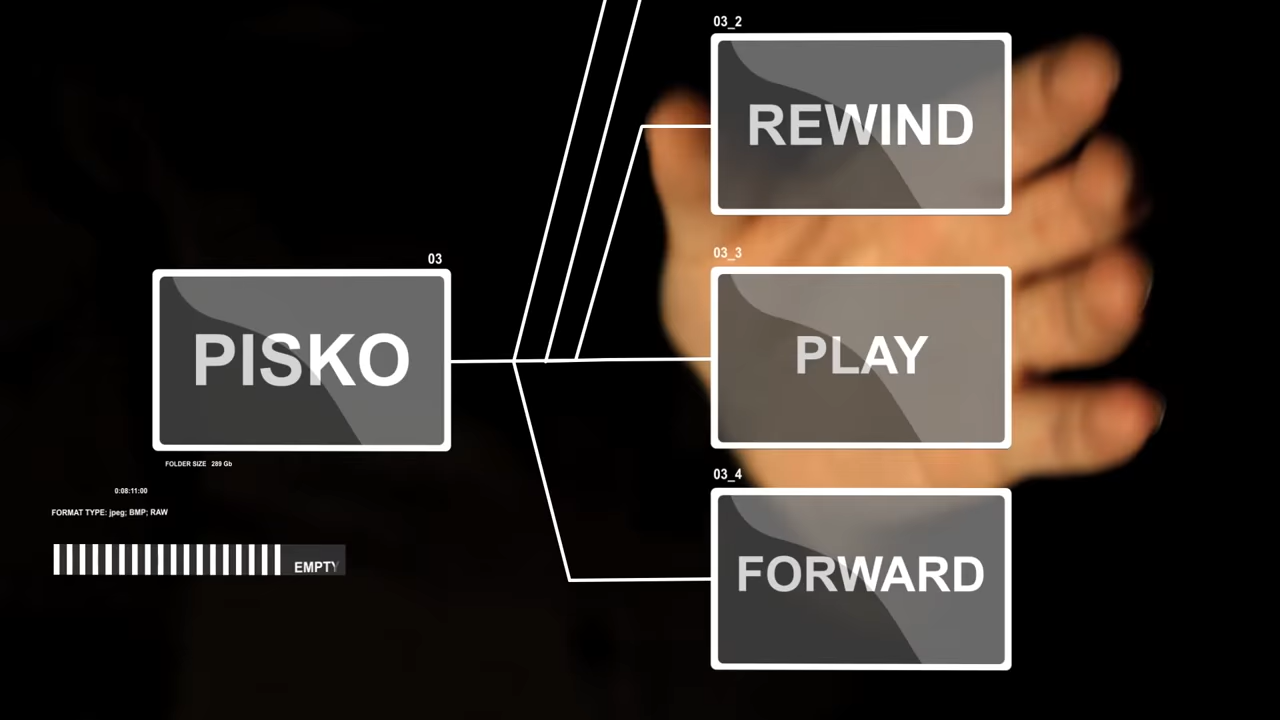 03_2
REWIND
03_3
PLAY
03
PISKO
FOLDER SIZE 289 Gb
0:08:11:00
FORMAT TYPE: jpeg; BMP; RAW
EMPTY
03_4
FORWARD